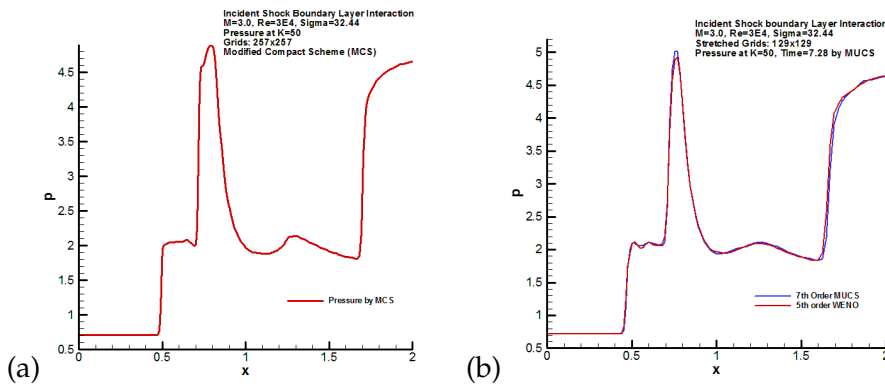 Incident Shock Boundary Layer Interaction
M=3.0, Re=3E4, Sigma=32.44
Pressure at K=50
Grids: 257x257
Modified Compact Scheme (MCS)
4.5
4
3.5
3
2.5
2
1.5
1
0.5
p
0
0.5
1
1.5
2
x
Pressure by MCS
(a)
Incident Shock boundary Layer Interaction
M=3.0, Re=3E4, Sigma=32.44
Stretched Grids: 129x129
Pressure at K=50, Time=7.28 by MUCS
5
4.5
4
3.5
3
2.5
2
1.5
1
0.5
p
0
0.5
1
1.5
2
x
7th Order MUCS
5th order WENO
(b)